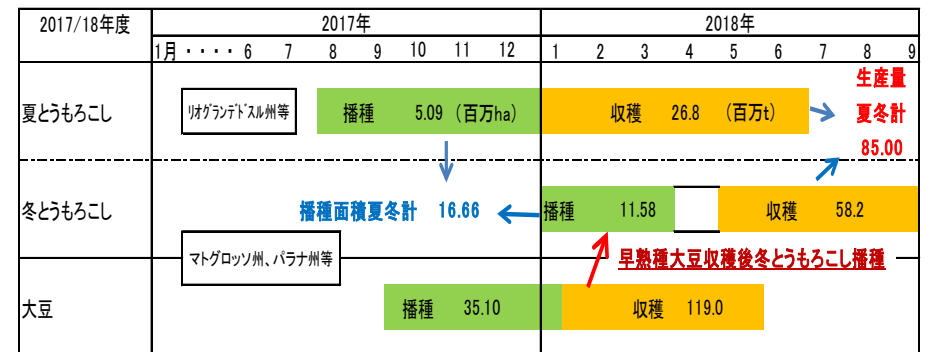 2017/18年度 2017年 2018年
1月 ・・・・ 6 7 8 9 10 11 12 1 2 3 4 5 6 7 8 9
生産量
夏とうもろこし ﾘｵｸﾞﾗﾝﾃﾞﾄﾞｽﾙ州等 播種 5.09 （百万ha） 収穫 26.8 （百万t） 夏冬計
85.00
冬とうもろこし 播種面積夏冬計 16.66 播種 11.58 収穫 58.2
マトグロッソ州、パラナ州等 早熟種大豆収穫後冬とうもろこし播種
大豆 播種 35.10 収穫 119.0